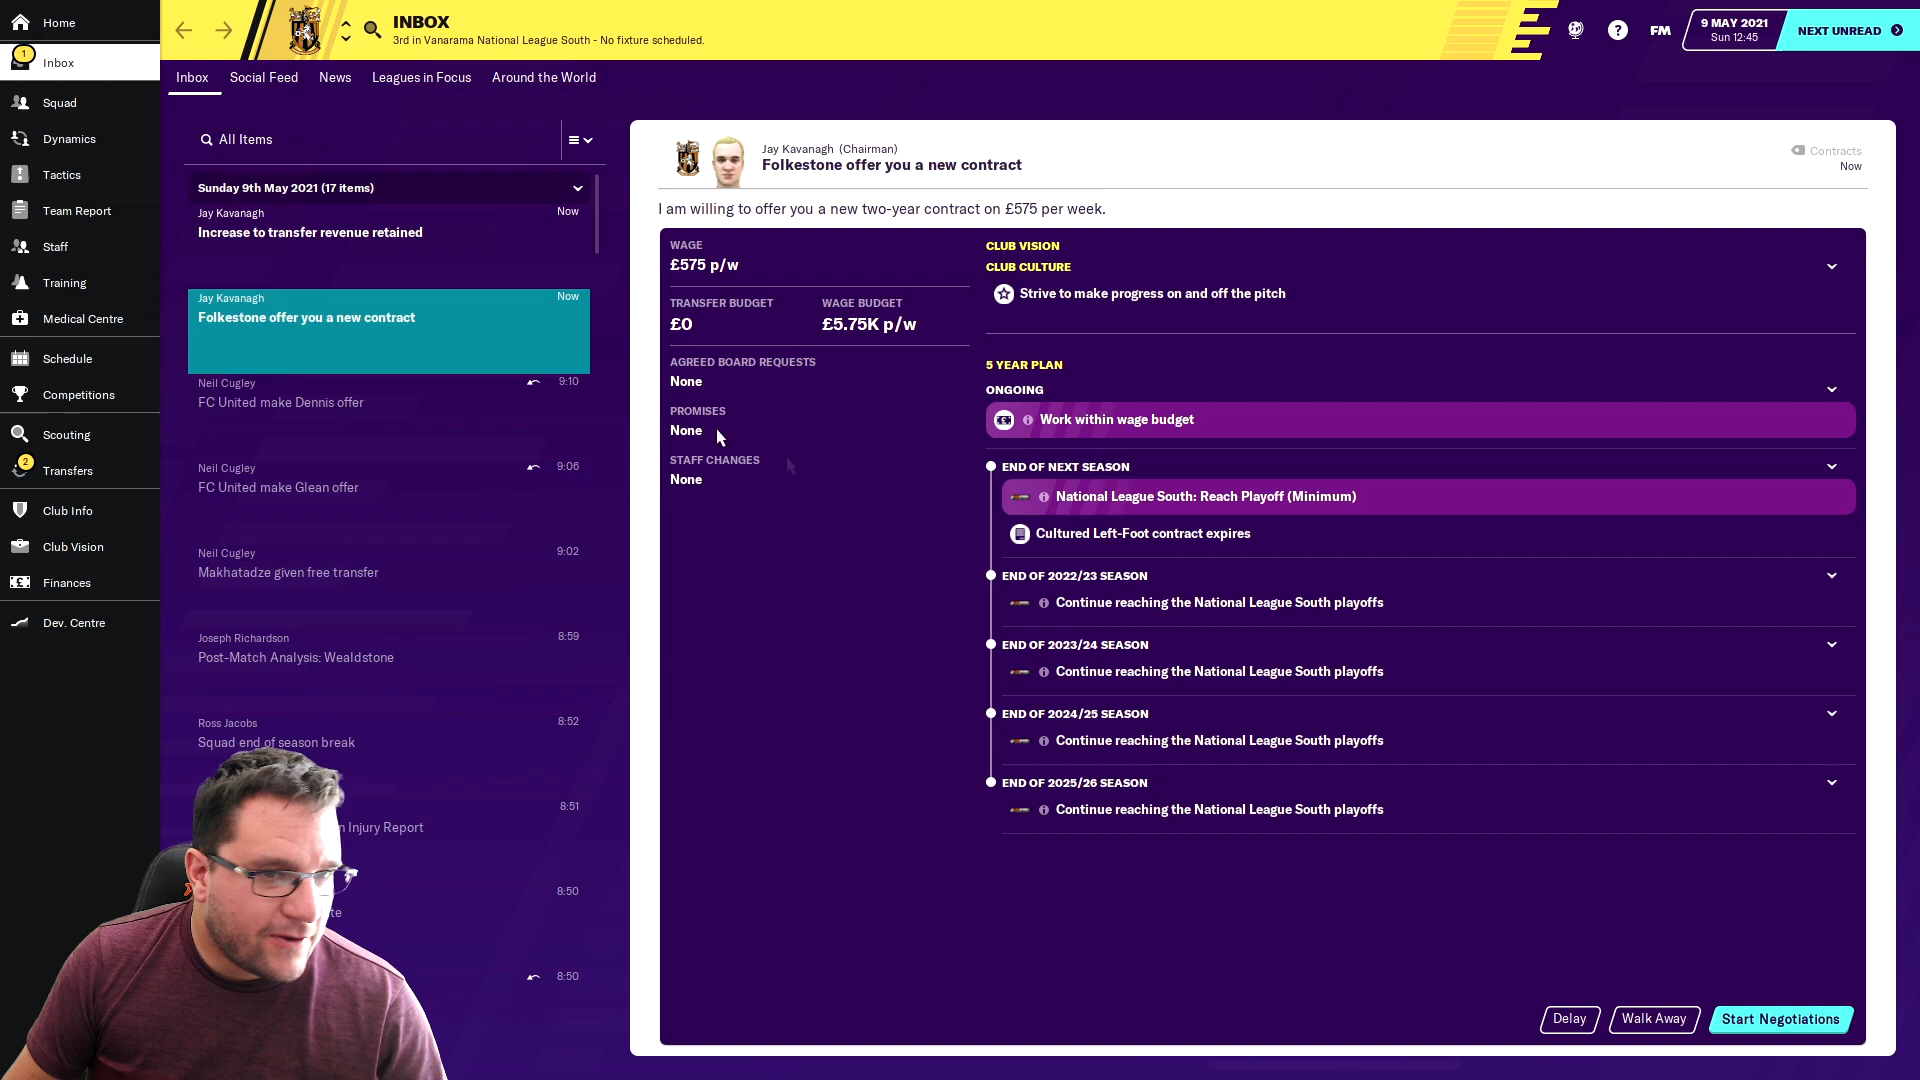 Home
1
Inbox
Squad
Dynamics
Tactics
Team Report
Staff
Training
Medical Centre
Schedule
Competitions
Scouting
2
Transfers
Club Info
Club Vision
Finances
Dev. Centre
INBOX
3rd in Vanarama National League South - No fixture scheduled.
?
FM
9 MAY 2021
Sun 12:45
NEXT UNREAD
Inbox
Social Feed
News
Leagues in Focus
Around the World
All Items
Sunday 9th May 2021 (17 items)
Jay Kavanagh Now
Increase to transfer revenue retained
Jay Kavanagh Now
Folkestone offer you a new contract
Neil Cugley 9:10
FC United make Dennis offer
Neil Cugley 9:06
FC United make Glean offer
Neil Cugley 9:02
Makhatadze given free transfer
Joseph Richardson 8:59
Post-Match Analysis: Wealdstone
Ross Jacobs 8:52
Squad end of season break
8:51
Injury Report
8:50
8:50
Jay Kavanagh (Chairman)
Folkestone offer you a new contract
Contracts
Now
I am willing to offer you a new two-year contract on £575 per week.
WAGE
£575 p/w
TRANSFER BUDGET WAGE BUDGET
£0 £5.75K p/w
AGREED BOARD REQUESTS
None
PROMISES
None
STAFF CHANGES
None
CLUB VISION
CLUB CULTURE
Strive to make progress on and off the pitch
5 YEAR PLAN
ONGOING
Work within wage budget
END OF NEXT SEASON
National League South: Reach Playoff (Minimum)
Cultured Left-Foot contract expires
END OF 2022/23 SEASON
Continue reaching the National League South playoffs
END OF 2023/24 SEASON
Continue reaching the National League South playoffs
END OF 2024/25 SEASON
Continue reaching the National League South playoffs
END OF 2025/26 SEASON
Continue reaching the National League South playoffs
Delay
Walk Away
Start Negotiations